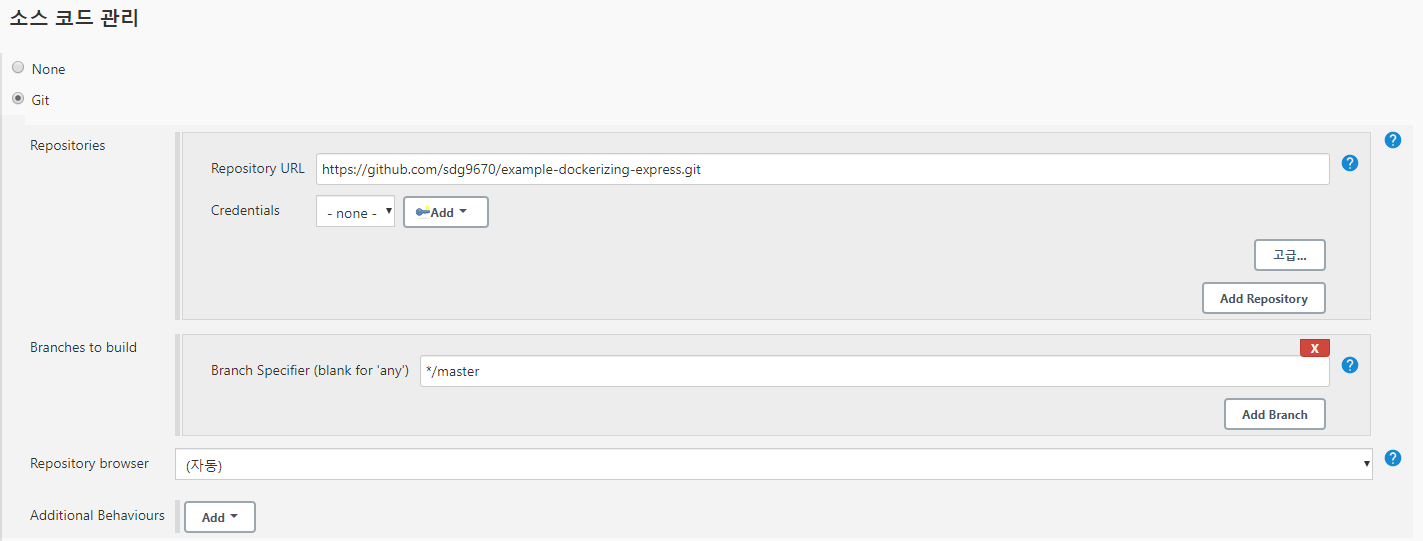 소스 코드 관리
None
Git
Repositories
Repository URL https://github.com/sdg9670/example-dockerizing-express.git
Credentials - none - Add
고급...
Add Repository
Branches to build
X
Branch Specifier (blank for 'any') */master
Add Branch
Repository browser (자동)
Additional Behaviours Add